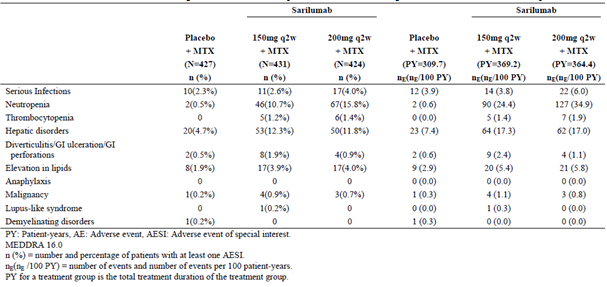 Sarilumab Sarilumab
Placebo 150mg q2w 200mg q2w Placebo 150mg q2w 200mg q2w
+ MTX + MTX + MTX + MTX + MTX + MTX
(N=427) (N=431) (N=424) (PY=309.7) (PY=369.2) (PY=364.4)
n (%) n (%) n (%) nE(nE/100 PY) nE(nE/100 PY) nE(nE/100 PY)
Serious Infections 10(2.3%) 11(2.6%) 17(4.0%) 12 (3.9) 14 (3.8) 22 (6.0)
Neutropenia 2(0.5%) 46(10.7%) 67(15.8%) 2 (0.6) 90 (24.4) 127 (34.9)
Thrombocytopenia 0 5(1.2%) 6(1.4%) 0 (0.0) 5 (1.4) 7 (1.9)
Hepatic disorders 20(4.7%) 53(12.3%) 50(11.8%) 23 (7.4) 64 (17.3) 62 (17.0)
Diverticulitis/GI ulceration/GI
perforations 2(0.5%) 8(1.9%) 4(0.9%) 2 (0.6) 9 (2.4) 4 (1.1)
Elevation in lipids 8(1.9%) 17(3.9%) 17(4.0%) 9 (2.9) 20 (5.4) 21 (5.8)
Anaphylaxis 0 0 0 0 (0.0) 0 (0.0) 0 (0.0)
Malignancy 1(0.2%) 4(0.9%) 3(0.7%) 1 (0.3) 4 (1.1) 3 (0.8)
Lupus-like syndrome 0 1(0.2%) 0 0 (0.0) 1 (0.3) 0 (0.0)
Demyelinating disorders 1(0.2%) 0 0 1 (0.3) 0 (0.0) 0 (0.0)
PY: Patient-years, AE: Adverse event, AESI: Adverse event of special interest.
MEDDRA 16.0
n (%) = number and percentage of patients with at least one AESI.
nE(nE /100 PY) = number of events and number of events per 100 patient-years.
PY for a treatment group is the total treatment duration of the treatment group.